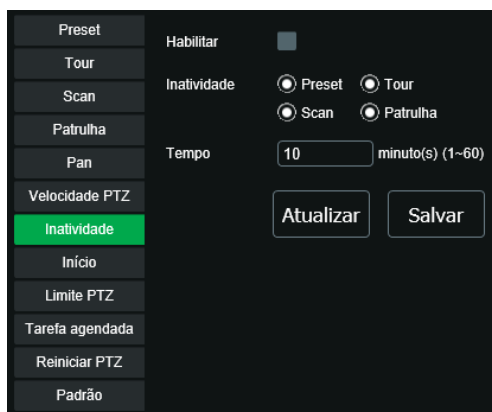 Preset
Tour
Scan
Patrulha
Pan
Velocidade PTZ
Inatividade
Início
Limite PTZ
Tarefa agendada
Reiniciar PTZ
Padrão
Habilitar
Inatividade Preset Tour
Scan Patrulha
Tempo 10 minuto(s) (1~60)
Atualizar Salvar